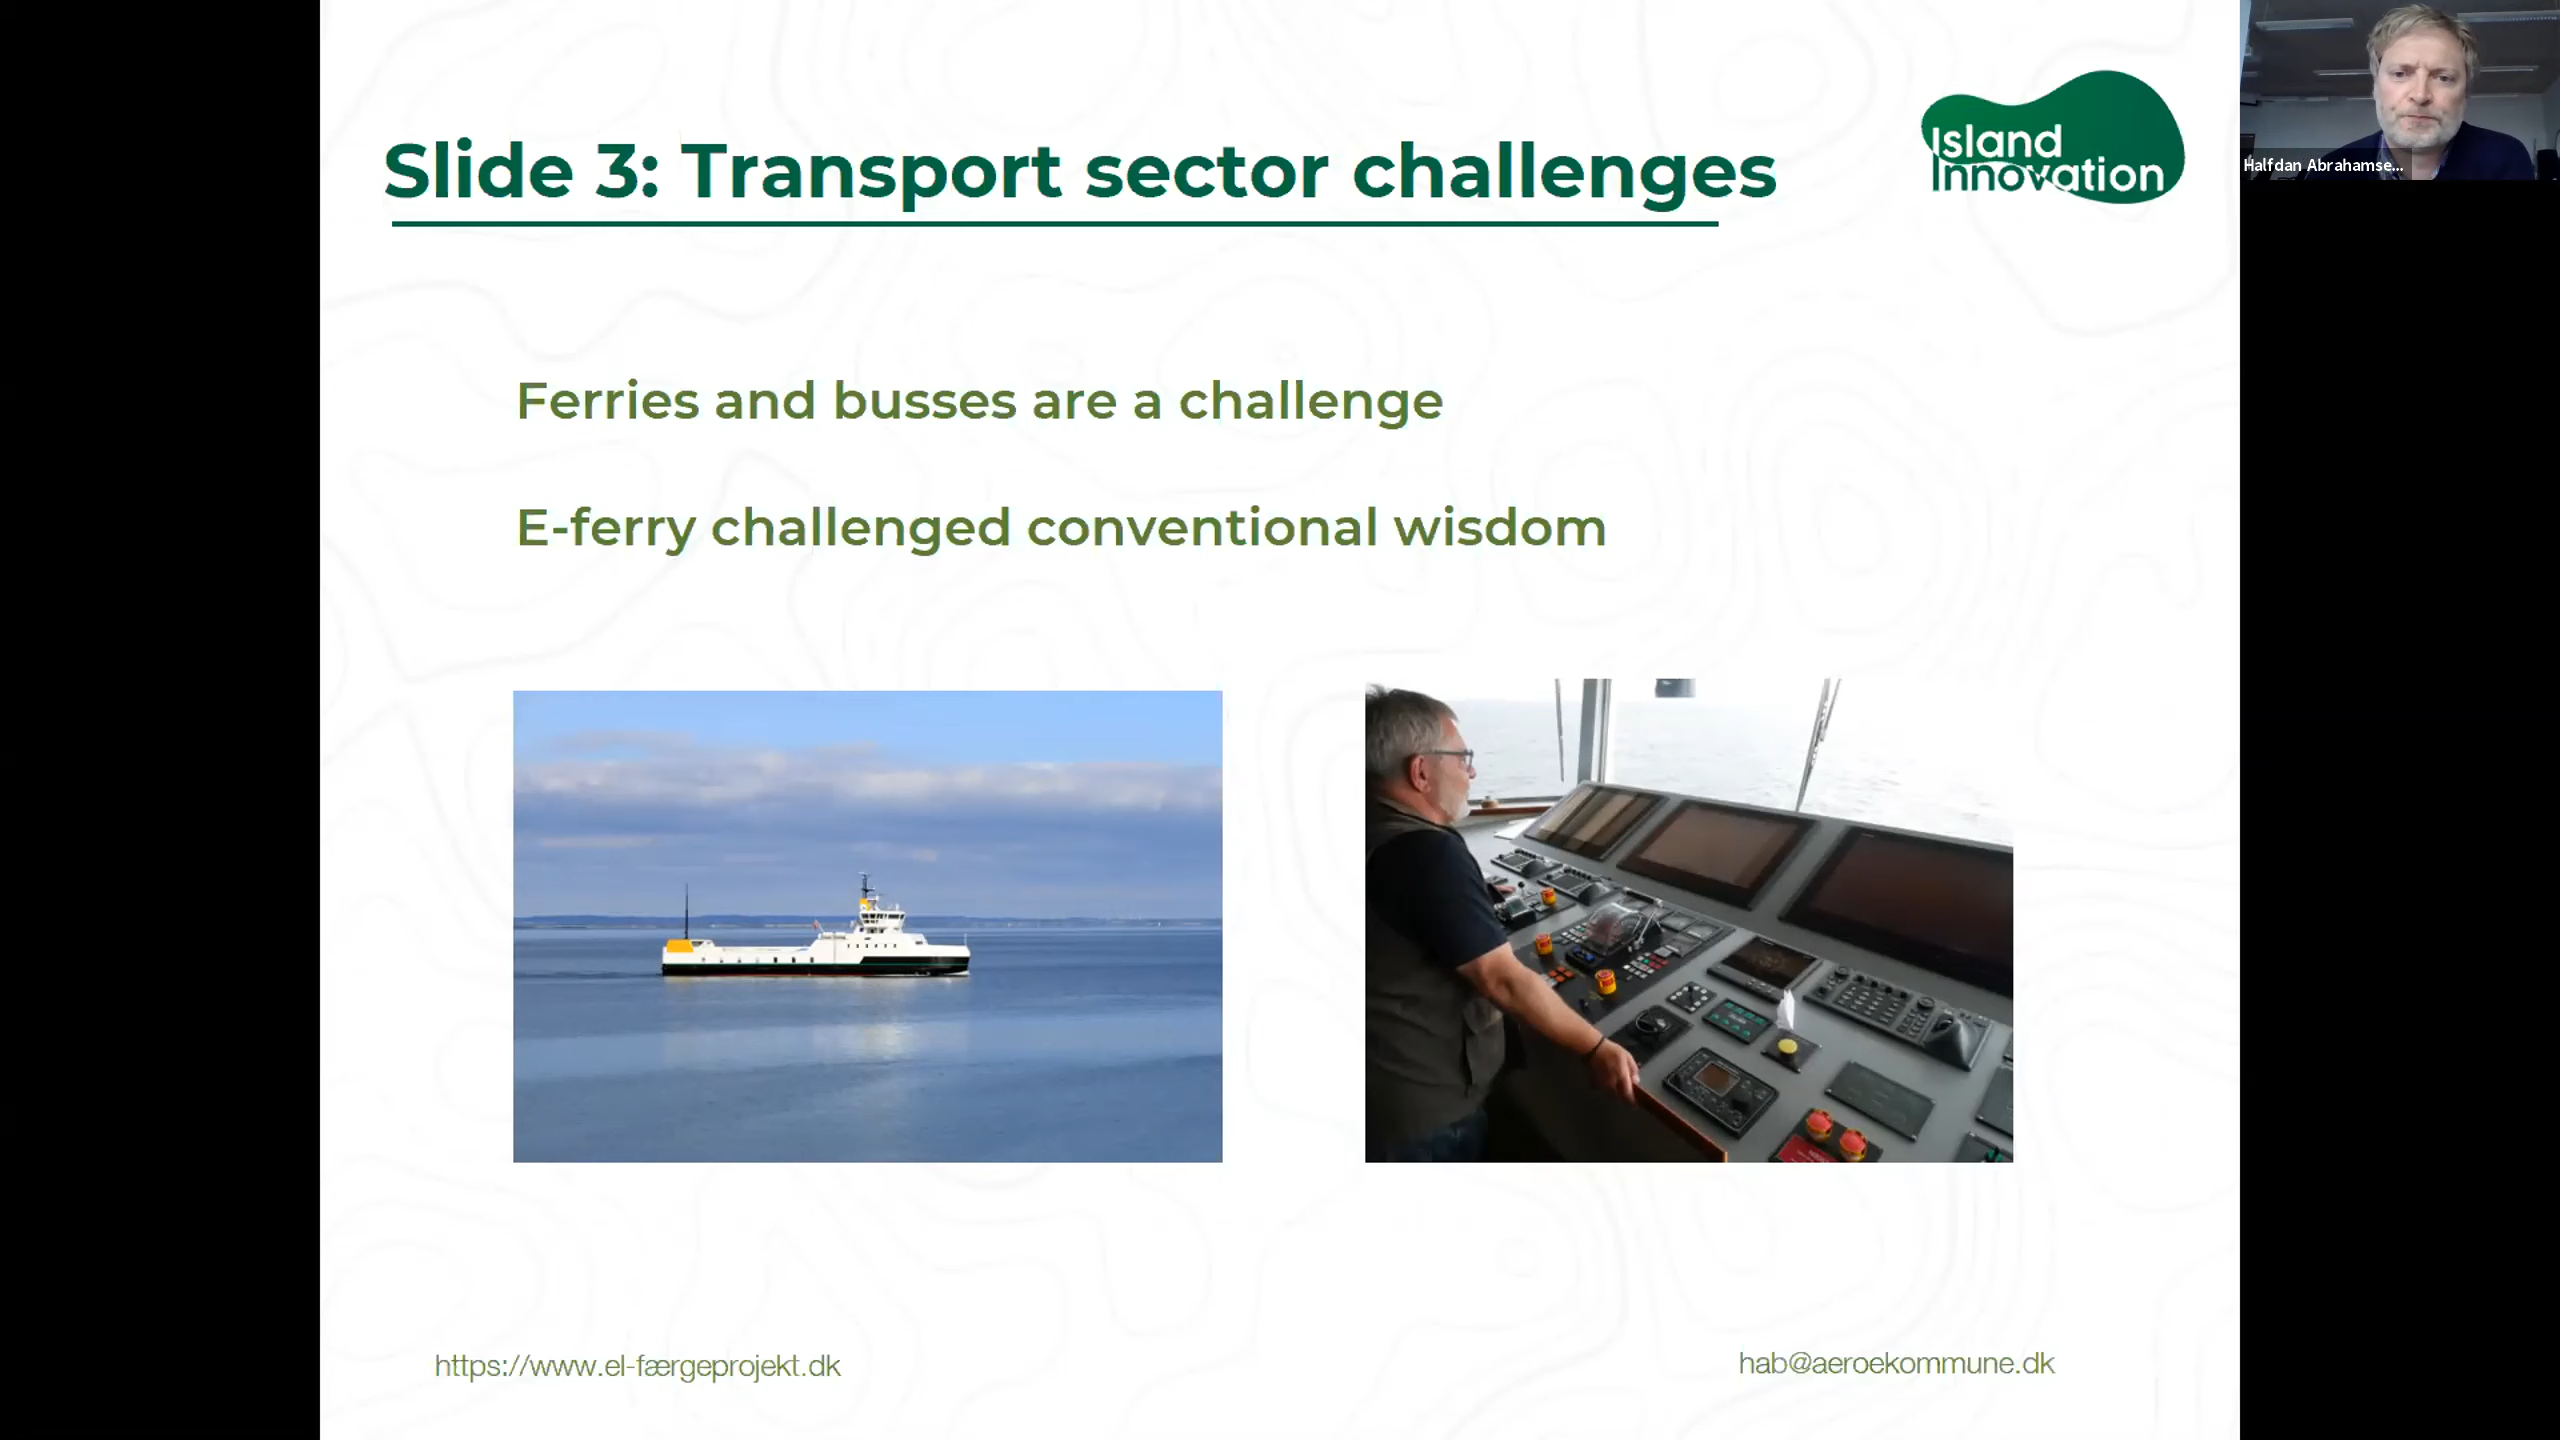 Slide 3: Transport sector challenges
Island
Innovation
Halfdan Abrahamse...
Ferries and busses are a challenge
E-ferry challenged conventional wisdom
https://www.el-færgeprojekt.dk
hab@aeroekommune.dk